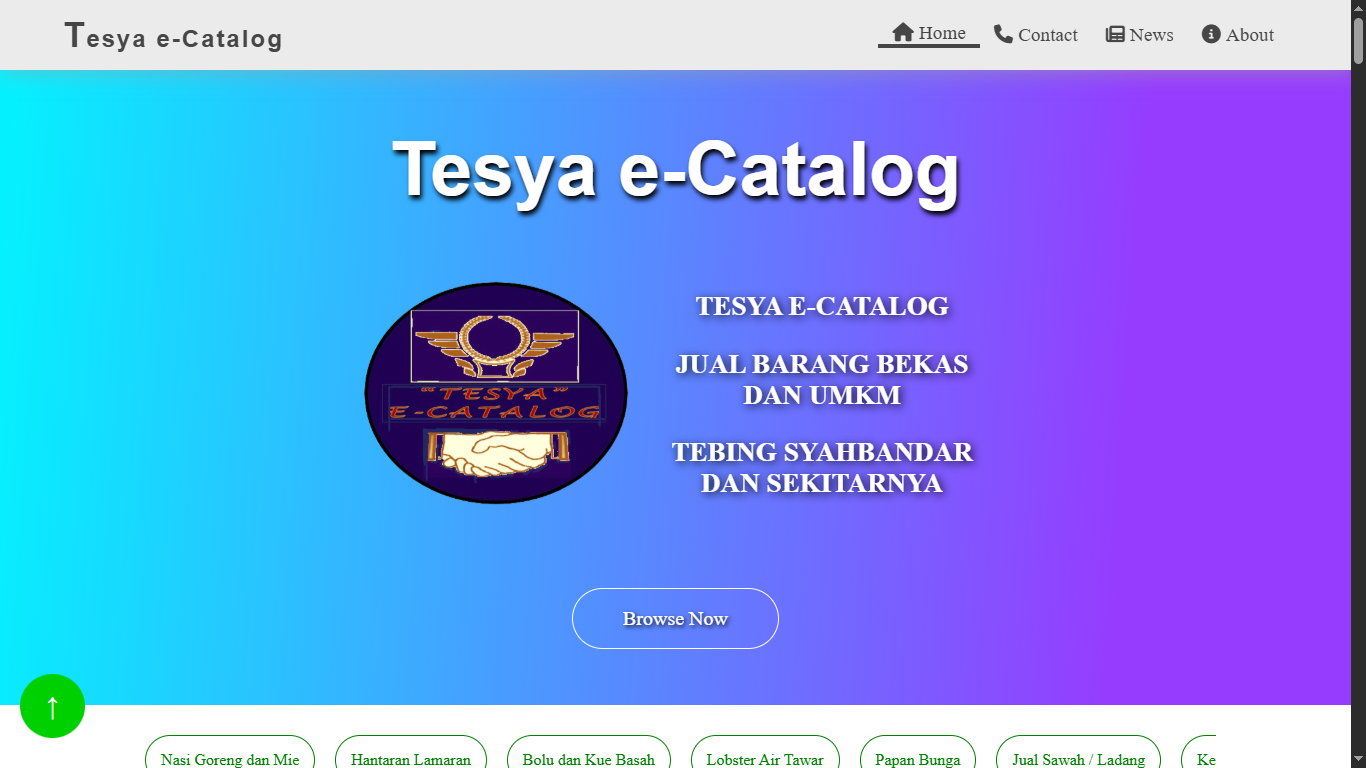 Tesya e-Catalog
Home
Contact
News
About
Tesya e-Catalog
"TESYA"
E-CATALOG
TESYA E-CATALOG
JUAL BARANG BEKAS
DAN UMKM
TEBING SYAHBANDAR
DAN SEKITARNYA
Browse Now
↑
Nasi Goreng dan Mie
Hantaran Lamaran
Bolu dan Kue Basah
Lobster Air Tawar
Papan Bunga
Jual Sawah / Ladang
Ke